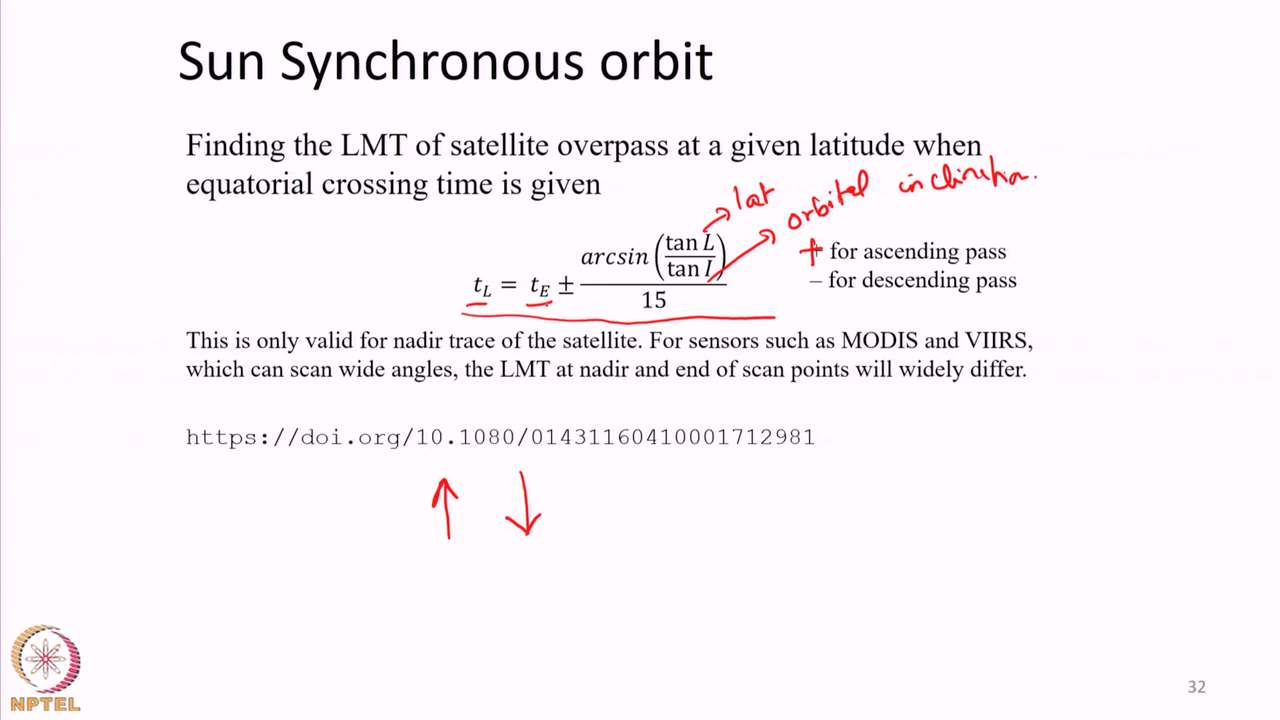 Sun Synchronous orbit
Finding the LMT of satellite overpass at a given latitude when
equatorial crossing time is given
lat
orbital inclination.
t_L = t_E ± arcsin(tan L / tan I) / 15
+ for ascending pass
– for descending pass
This is only valid for nadir trace of the satellite. For sensors such as MODIS and VIIRS,
which can scan wide angles, the LMT at nadir and end of scan points will widely differ.
https://doi.org/10.1080/01431160410001712981
NPTEL
32